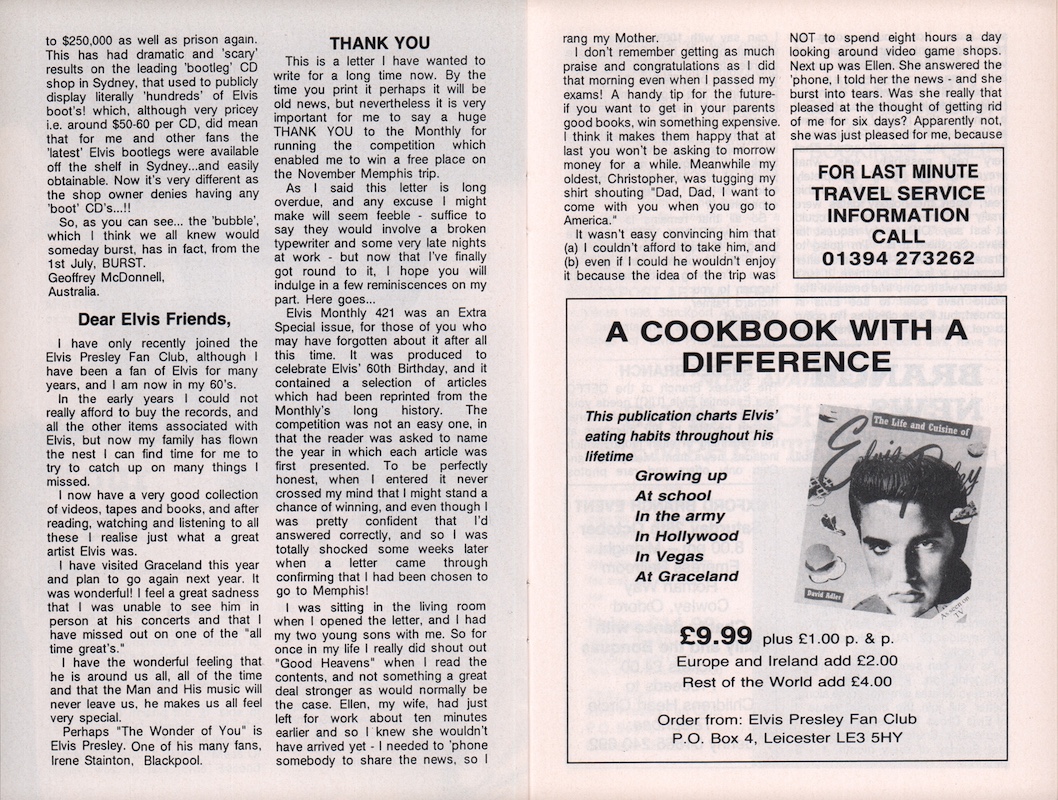 to $250,000 as well as prison again.
This has had dramatic and 'scary'
results on the leading 'bootleg' CD
shop in Sydney, that used to publicly
display literally 'hundreds' of Elvis
boot's! which, although very pricey
i.e. around $50-60 per CD, did mean
that for me and other fans the
'latest' Elvis bootlegs were available
off the shelf in Sydney...and easily
obtainable. Now it's very different as
the shop owner denies having any
'boot' CD's...!!
So, as you can see... the 'bubble',
which I think we all knew would
someday burst, has in fact, from the
1st July, BURST.
Geoffrey McDonnell,
Australia.
Dear Elvis Friends,
I have only recently joined the
Elvis Presley Fan Club, although I
have been a fan of Elvis for many
years, and I am now in my 60's.
In the early years I could not
really afford to buy the records, and
all the other items associated with
Elvis, but now my family has flown
the nest I can find time for me to
try to catch up on many things I
missed.
I now have a very good collection
of videos, tapes and books, and after
reading, watching and listening to all
these I realise just what a great
artist Elvis was.
I have visited Graceland this year
and plan to go again next year. It
was wonderful! I feel a great sadness
that I was unable to see him in
person at his concerts and that I
have missed out on one of the "all
time great's."
I have the wonderful feeling that
he is around us all, all of the time
and that the Man and His music will
never leave us, he makes us all feel
very special.
Perhaps "The Wonder of You" is
Elvis Presley. One of his many fans,
Irene Stainton, Blackpool.
THANK YOU
This is a letter I have wanted to
write for a long time now. By the
time you print it perhaps it will be
old news, but nevertheless it is very
important for me to say a huge
THANK YOU to the Monthly for
running the competition which
enabled me to win a free place on
the November Memphis trip.
As I said this letter is long
overdue, and any excuse I might
make will seem feeble - suffice to
say they would involve a broken
typewriter and some very late nights
at work - but now that I've finally
got round to it, I hope you will
indulge in a few reminiscences on my
part. Here goes...
Elvis Monthly 421 was an Extra
Special issue, for those of you who
may have forgotten about it after all
this time. It was produced to
celebrate Elvis' 60th Birthday, and it
contained a selection of articles
which had been reprinted from the
Monthly's long history. The
competition was not an easy one, in
that the reader was asked to name
the year in which each article was
first presented. To be perfectly
honest, when I entered it never
crossed my mind that I might stand a
chance of winning, and even though I
was pretty confident that I'd
answered correctly, and so I was
totally shocked some weeks later
when a letter came through
confirming that I had been chosen to
go to Memphis!
I was sitting in the living room
when I opened the letter, and I had
my two young sons with me. So for
once in my life I really did shout out
"Good Heavens" when I read the
contents, and not something a great
deal stronger as would normally be
the case. Ellen, my wife, had just
left for work about ten minutes
earlier and so I knew she wouldn't
have arrived yet - I needed to 'phone
somebody to share the news, so I
rang my Mother.
I don't remember getting as much
praise and congratulations as I did
that morning even when I passed my
exams! A handy tip for the future-
if you want to get in your parents
good books, win something expensive.
I think it makes them happy that at
last you won't be asking to morrow
money for a while. Meanwhile my
oldest, Christopher, was tugging my
shirt shouting "Dad, Dad, I want to
come with you when you go to
America."
It wasn't easy convincing him that
(a) I couldn't afford to take him, and
(b) even if I could he wouldn't enjoy
it because the idea of the trip was
NOT to spend eight hours a day
looking around video game shops.
Next up was Ellen. She answered the
'phone, I told her the news - and she
burst into tears. Was she really that
pleased at the thought of getting rid
of me for six days? Apparently not,
she was just pleased for me, because
FOR LAST MINUTE
TRAVEL SERVICE
INFORMATION
CALL
01394 273262
A COOKBOOK WITH A
DIFFERENCE
This publication charts Elvis'
eating habits throughout his
lifetime
Growing up
At school
In the army
In Hollywood
In Vegas
At Graceland
The Life and Cuisine of
Elvis Presley
David Adler
As seen on
TV
£9.99 plus £1.00 p. & p.
Europe and Ireland add £2.00
Rest of the World add £4.00
Order from: Elvis Presley Fan Club
P.O. Box 4, Leicester LE3 5HY